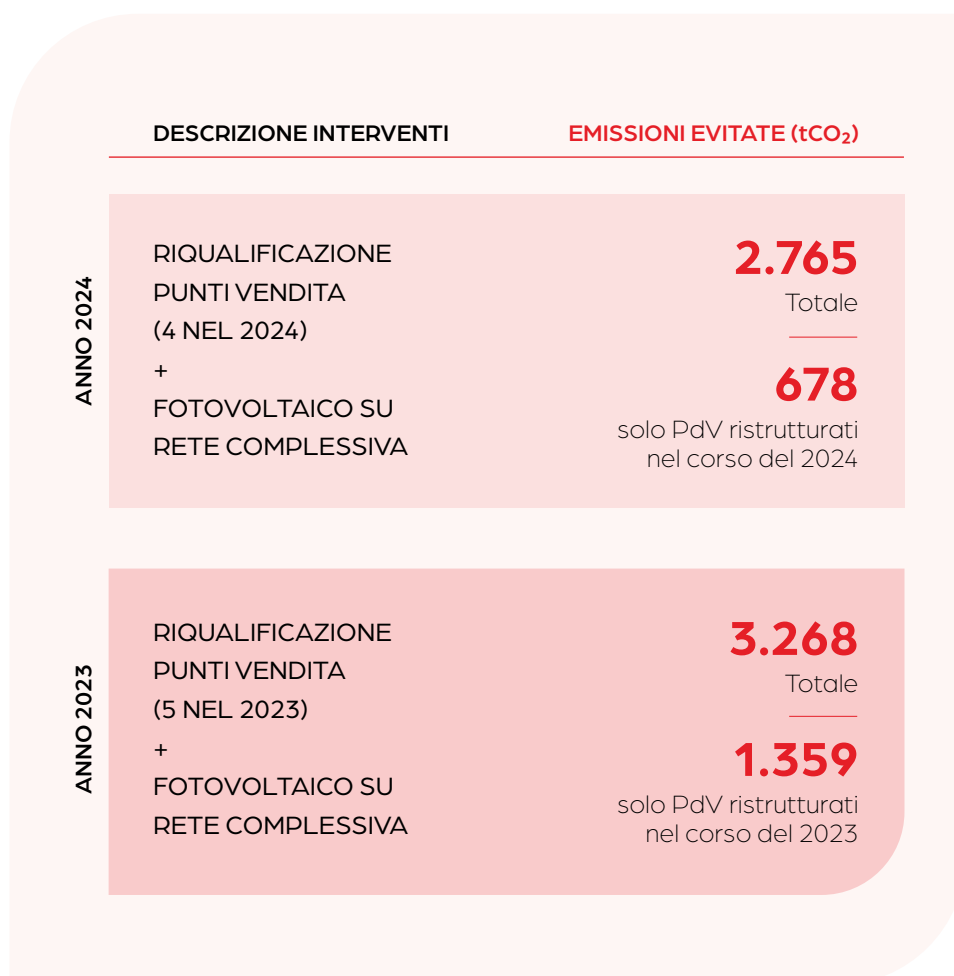 DESCRIZIONE INTERVENTI
EMISSIONI EVITATE (tCO₂)
ANNO 2024
RIQUALIFICAZIONE
PUNTI VENDITA
(4 NEL 2024)
+
FOTOVOLTAICO SU
RETE COMPLESSIVA
2.765
Totale
678
solo PdV ristrutturati
nel corso del 2024
ANNO 2023
RIQUALIFICAZIONE
PUNTI VENDITA
(5 NEL 2023)
+
FOTOVOLTAICO SU
RETE COMPLESSIVA
3.268
Totale
1.359
solo PdV ristrutturati
nel corso del 2023